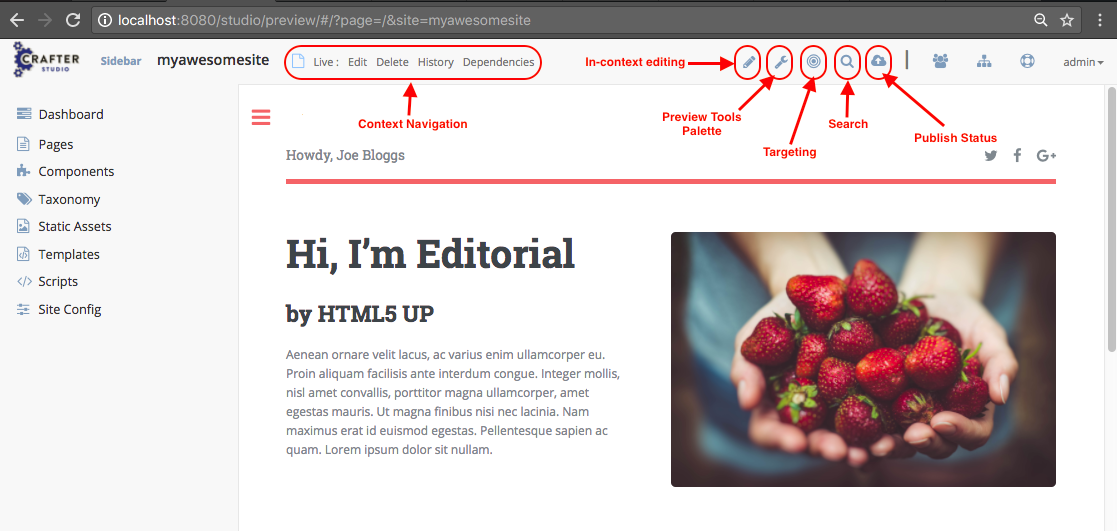 localhost:8080/studio/preview/#/?page=/&site=myawesomesite
CRAFTER
STUDIO
Sidebar
myawesomesite
Live :
Edit
Delete
History
Dependencies
In-context editing
admin
Context Navigation
Preview Tools
Palette
Targeting
Search
Publish Status
Dashboard
Pages
Components
Taxonomy
Static Assets
Templates
Scripts
Site Config
Howdy, Joe Bloggs
Hi, I’m Editorial
by HTML5 UP
Aenean ornare velit lacus, ac varius enim ullamcorper eu.
Proin aliquam facilisis ante interdum congue. Integer mollis,
nisl amet convallis, porttitor magna ullamcorper, amet
egestas mauris. Ut magna finibus nisi nec lacinia. Nam
maximus erat id euismod egestas. Pellentesque sapien ac
quam. Lorem ipsum dolor sit nullam.